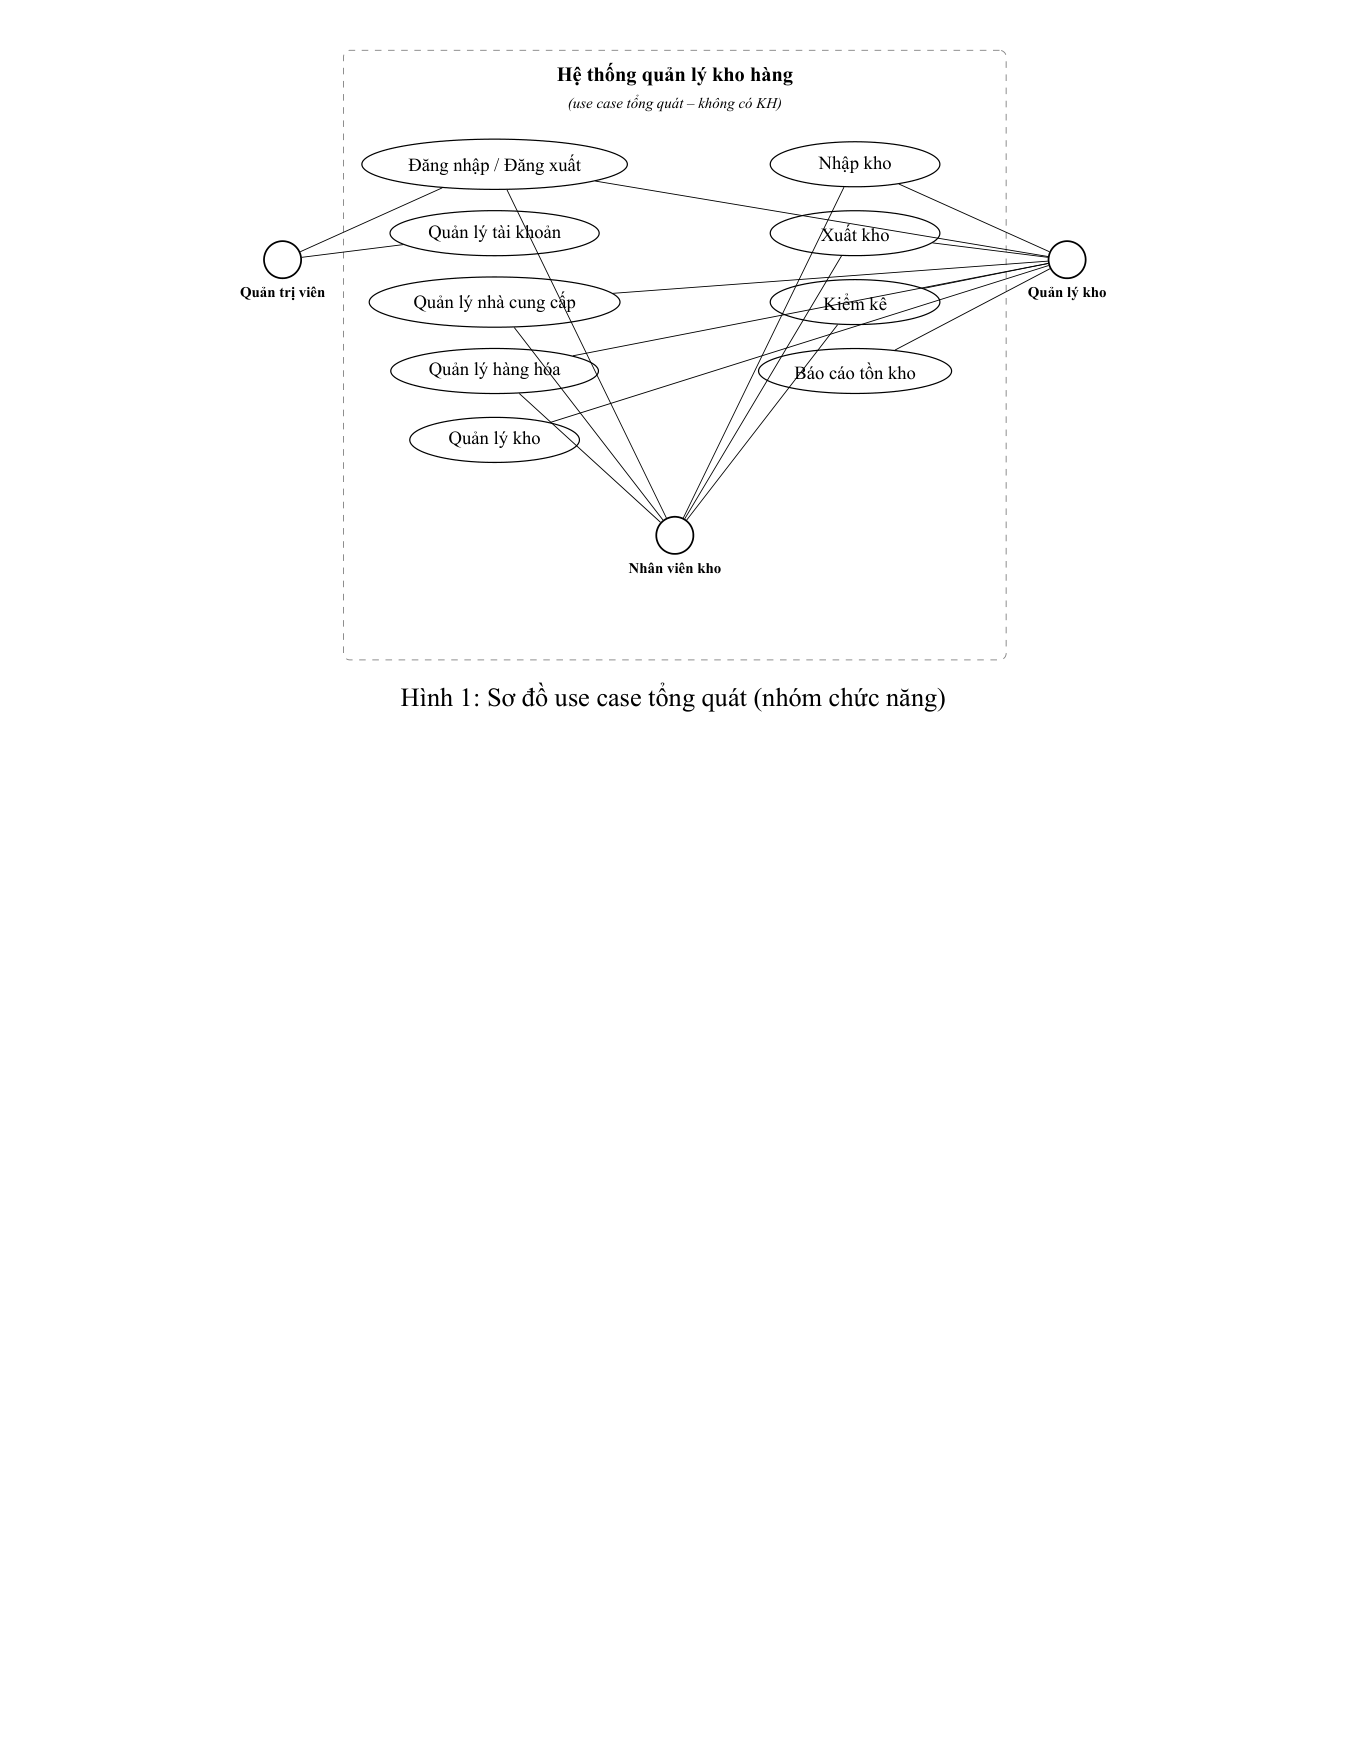 Hệ thống quản lý kho hàng
(use case tổng quát – không có KH)
Đăng nhập / Đăng xuất
Nhập kho
Quản lý tài khoản
Xuất kho
Quản trị viên
Quản lý kho
Quản lý nhà cung cấp
Kiểm kê
Quản lý hàng hóa
Báo cáo tồn kho
Quản lý kho
Nhân viên kho
Hình 1: Sơ đồ use case tổng quát (nhóm chức năng)